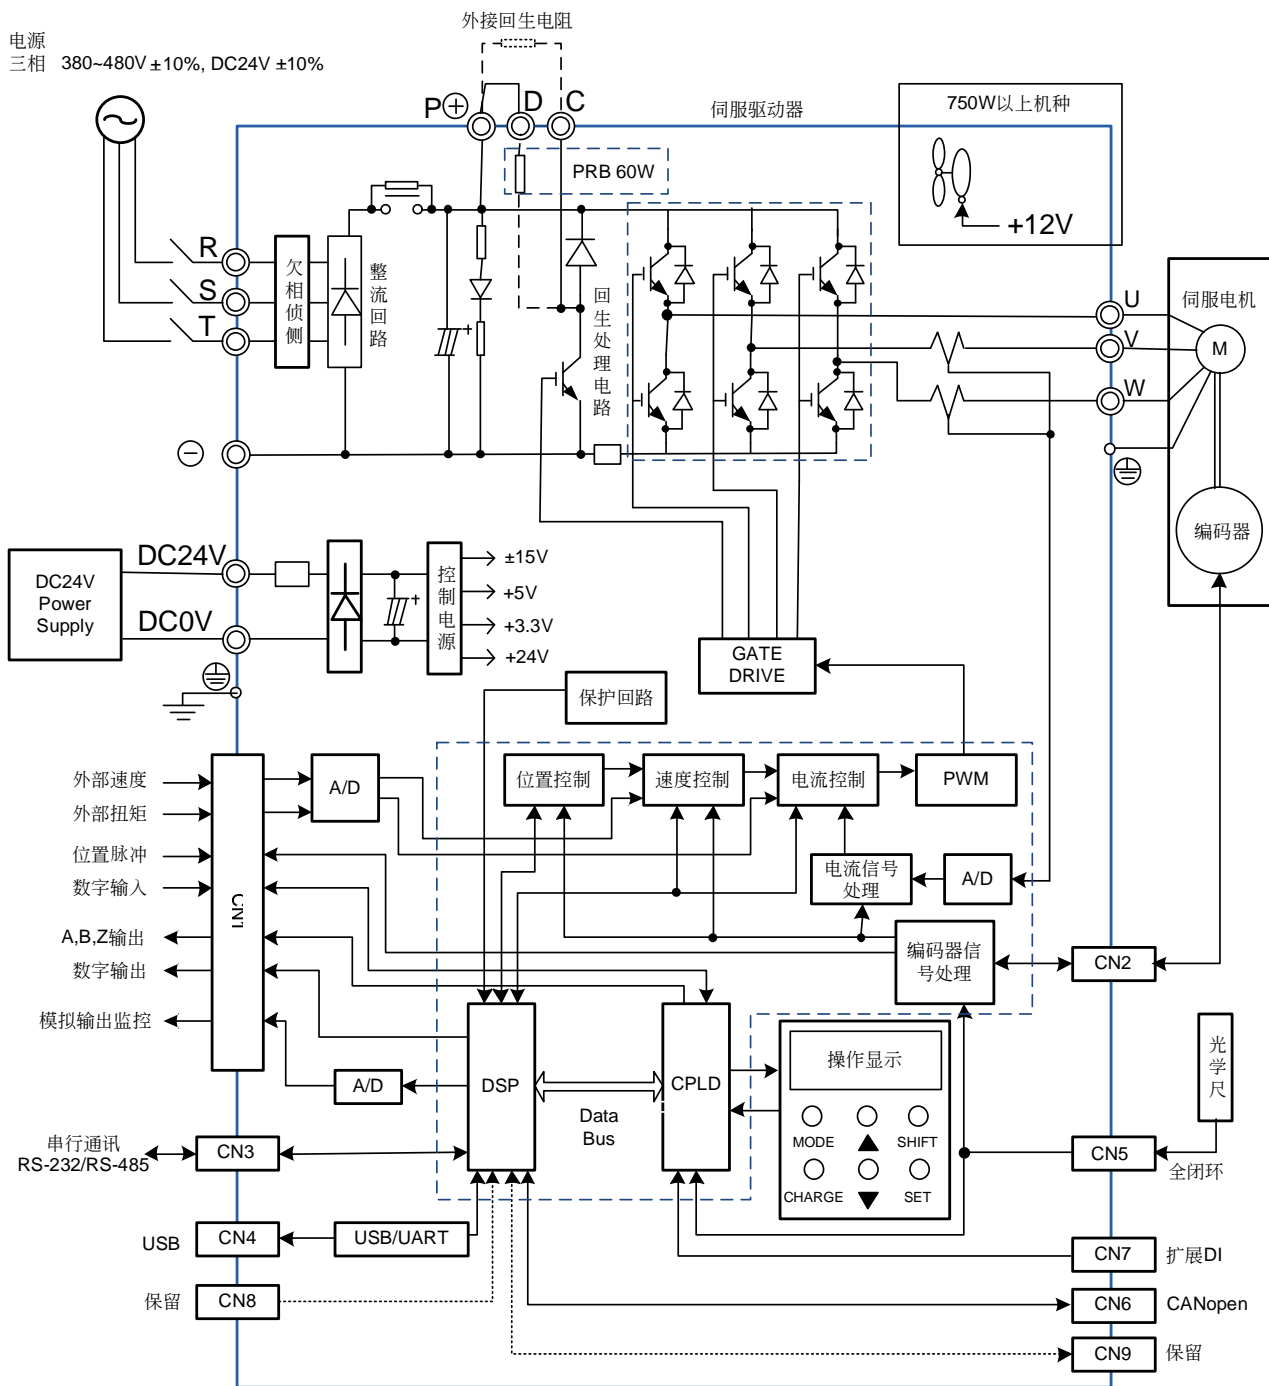 外接回生电阻
电源
三相 380~480V ±10%, DC24V ±10%
P⊕
D
C
伺服驱动器
750W以上机种
+12V
PRB 60W
R
S
T
欠相侦侧
整流回路
+
回生处理电路
U
V
W
伺服电机
M
编码器
DC24V
Power
Supply
DC24V
DC0V
+
控制电源
±15V
+5V
+3.3V
+24V
GATE
DRIVE
保护回路
外部速度
外部扭矩
位置脉冲
数字输入
A,B,Z输出
数字输出
模拟输出监控
CN1
A/D
位置控制
速度控制
电流控制
PWM
电流信号
处理
A/D
编码器信
号处理
CN2
A/D
DSP
Data
Bus
CPLD
操作显示
MODE
▲
SHIFT
CHARGE
▼
SET
光学尺
串行通讯
RS-232/RS-485
CN3
CN5
全闭环
USB
CN4
USB/UART
CN7
扩展DI
保留
CN8
CN6
CANopen
CN9
保留